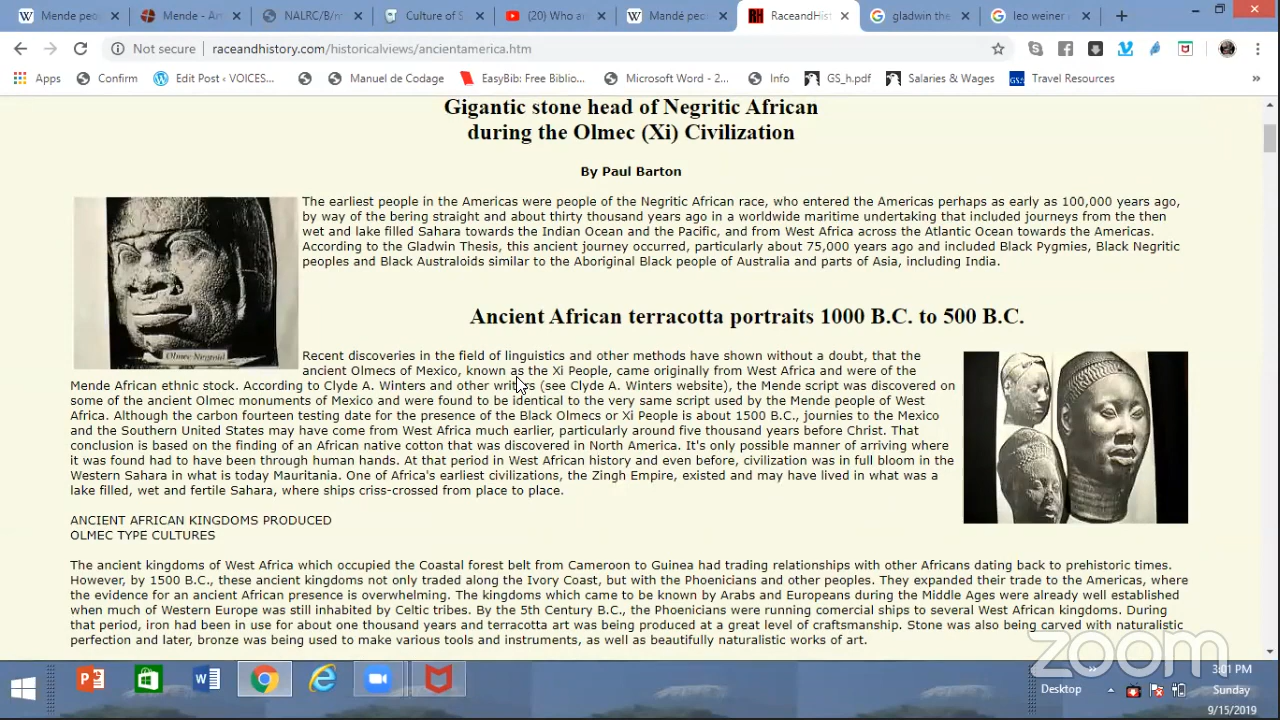 Mende peop
Mende - Art
NALRC/B/m
Culture of S
(20) Who ar
Mandé peo
RaceandHist
gladwin the
leo weiner
Not secure
raceandhistory.com/historicalviews/ancientamerica.htm
Apps
Confirm
Edit Post ‹ VOICES...
Manuel de Codage
EasyBib: Free Biblio...
Microsoft Word - 2...
Info
GS_h.pdf
Salaries & Wages
GSA
Travel Resources
»
Gigantic stone head of Negritic African
during the Olmec (Xi) Civilization
By Paul Barton
The earliest people in the Americas were people of the Negritic African race, who entered the Americas perhaps as early as 100,000 years ago,
by way of the bering straight and about thirty thousand years ago in a worldwide maritime undertaking that included journeys from the then
wet and lake filled Sahara towards the Indian Ocean and the Pacific, and from West Africa across the Atlantic Ocean towards the Americas.
According to the Gladwin Thesis, this ancient journey occurred, particularly about 75,000 years ago and included Black Pygmies, Black Negritic
peoples and Black Australoids similar to the Aboriginal Black people of Australia and parts of Asia, including India.
Olmec Negroid
Ancient African terracotta portraits 1000 B.C. to 500 B.C.
Recent discoveries in the field of linguistics and other methods have shown without a doubt, that the
ancient Olmecs of Mexico, known as the Xi People, came originally from West Africa and were of the
Mende African ethnic stock. According to Clyde A. Winters and other writers (see Clyde A. Winters website), the Mende script was discovered on
some of the ancient Olmec monuments of Mexico and were found to be identical to the very same script used by the Mende people of West
Africa. Although the carbon fourteen testing date for the presence of the Black Olmecs or Xi People is about 1500 B.C., journies to the Mexico
and the Southern United States may have come from West Africa much earlier, particularly around five thousand years before Christ. That
conclusion is based on the finding of an African native cotton that was discovered in North America. It's only possible manner of arriving where
it was found had to have been through human hands. At that period in West African history and even before, civilization was in full bloom in the
Western Sahara in what is today Mauritania. One of Africa's earliest civilizations, the Zingh Empire, existed and may have lived in what was a
lake filled, wet and fertile Sahara, where ships criss-crossed from place to place.
ANCIENT AFRICAN KINGDOMS PRODUCED
OLMEC TYPE CULTURES
The ancient kingdoms of West Africa which occupied the Coastal forest belt from Cameroon to Guinea had trading relationships with other Africans dating back to prehistoric times.
However, by 1500 B.C., these ancient kingdoms not only traded along the Ivory Coast, but with the Phoenicians and other peoples. They expanded their trade to the Americas, where
the evidence for an ancient African presence is overwhelming. The kingdoms which came to be known by Arabs and Europeans during the Middle Ages were already well established
when much of Western Europe was still inhabited by Celtic tribes. By the 5th Century B.C., the Phoenicians were running comercial ships to several West African kingdoms. During
that period, iron had been in use for about one thousand years and terracotta art was being produced at a great level of craftsmanship. Stone was also being carved with naturalistic
perfection and later, bronze was being used to make various tools and instruments, as well as beautifully naturalistic works of art.
zoom
Desktop
»
3:01 PM
Sunday
9/15/2019